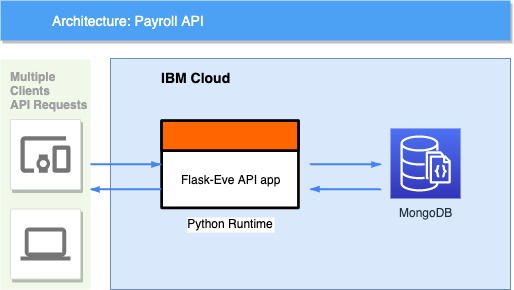 Architecture: Payroll API
Multiple
Clients
API Requests
IBM Cloud
Flask-Eve API app
Python Runtime
{}
MongoDB